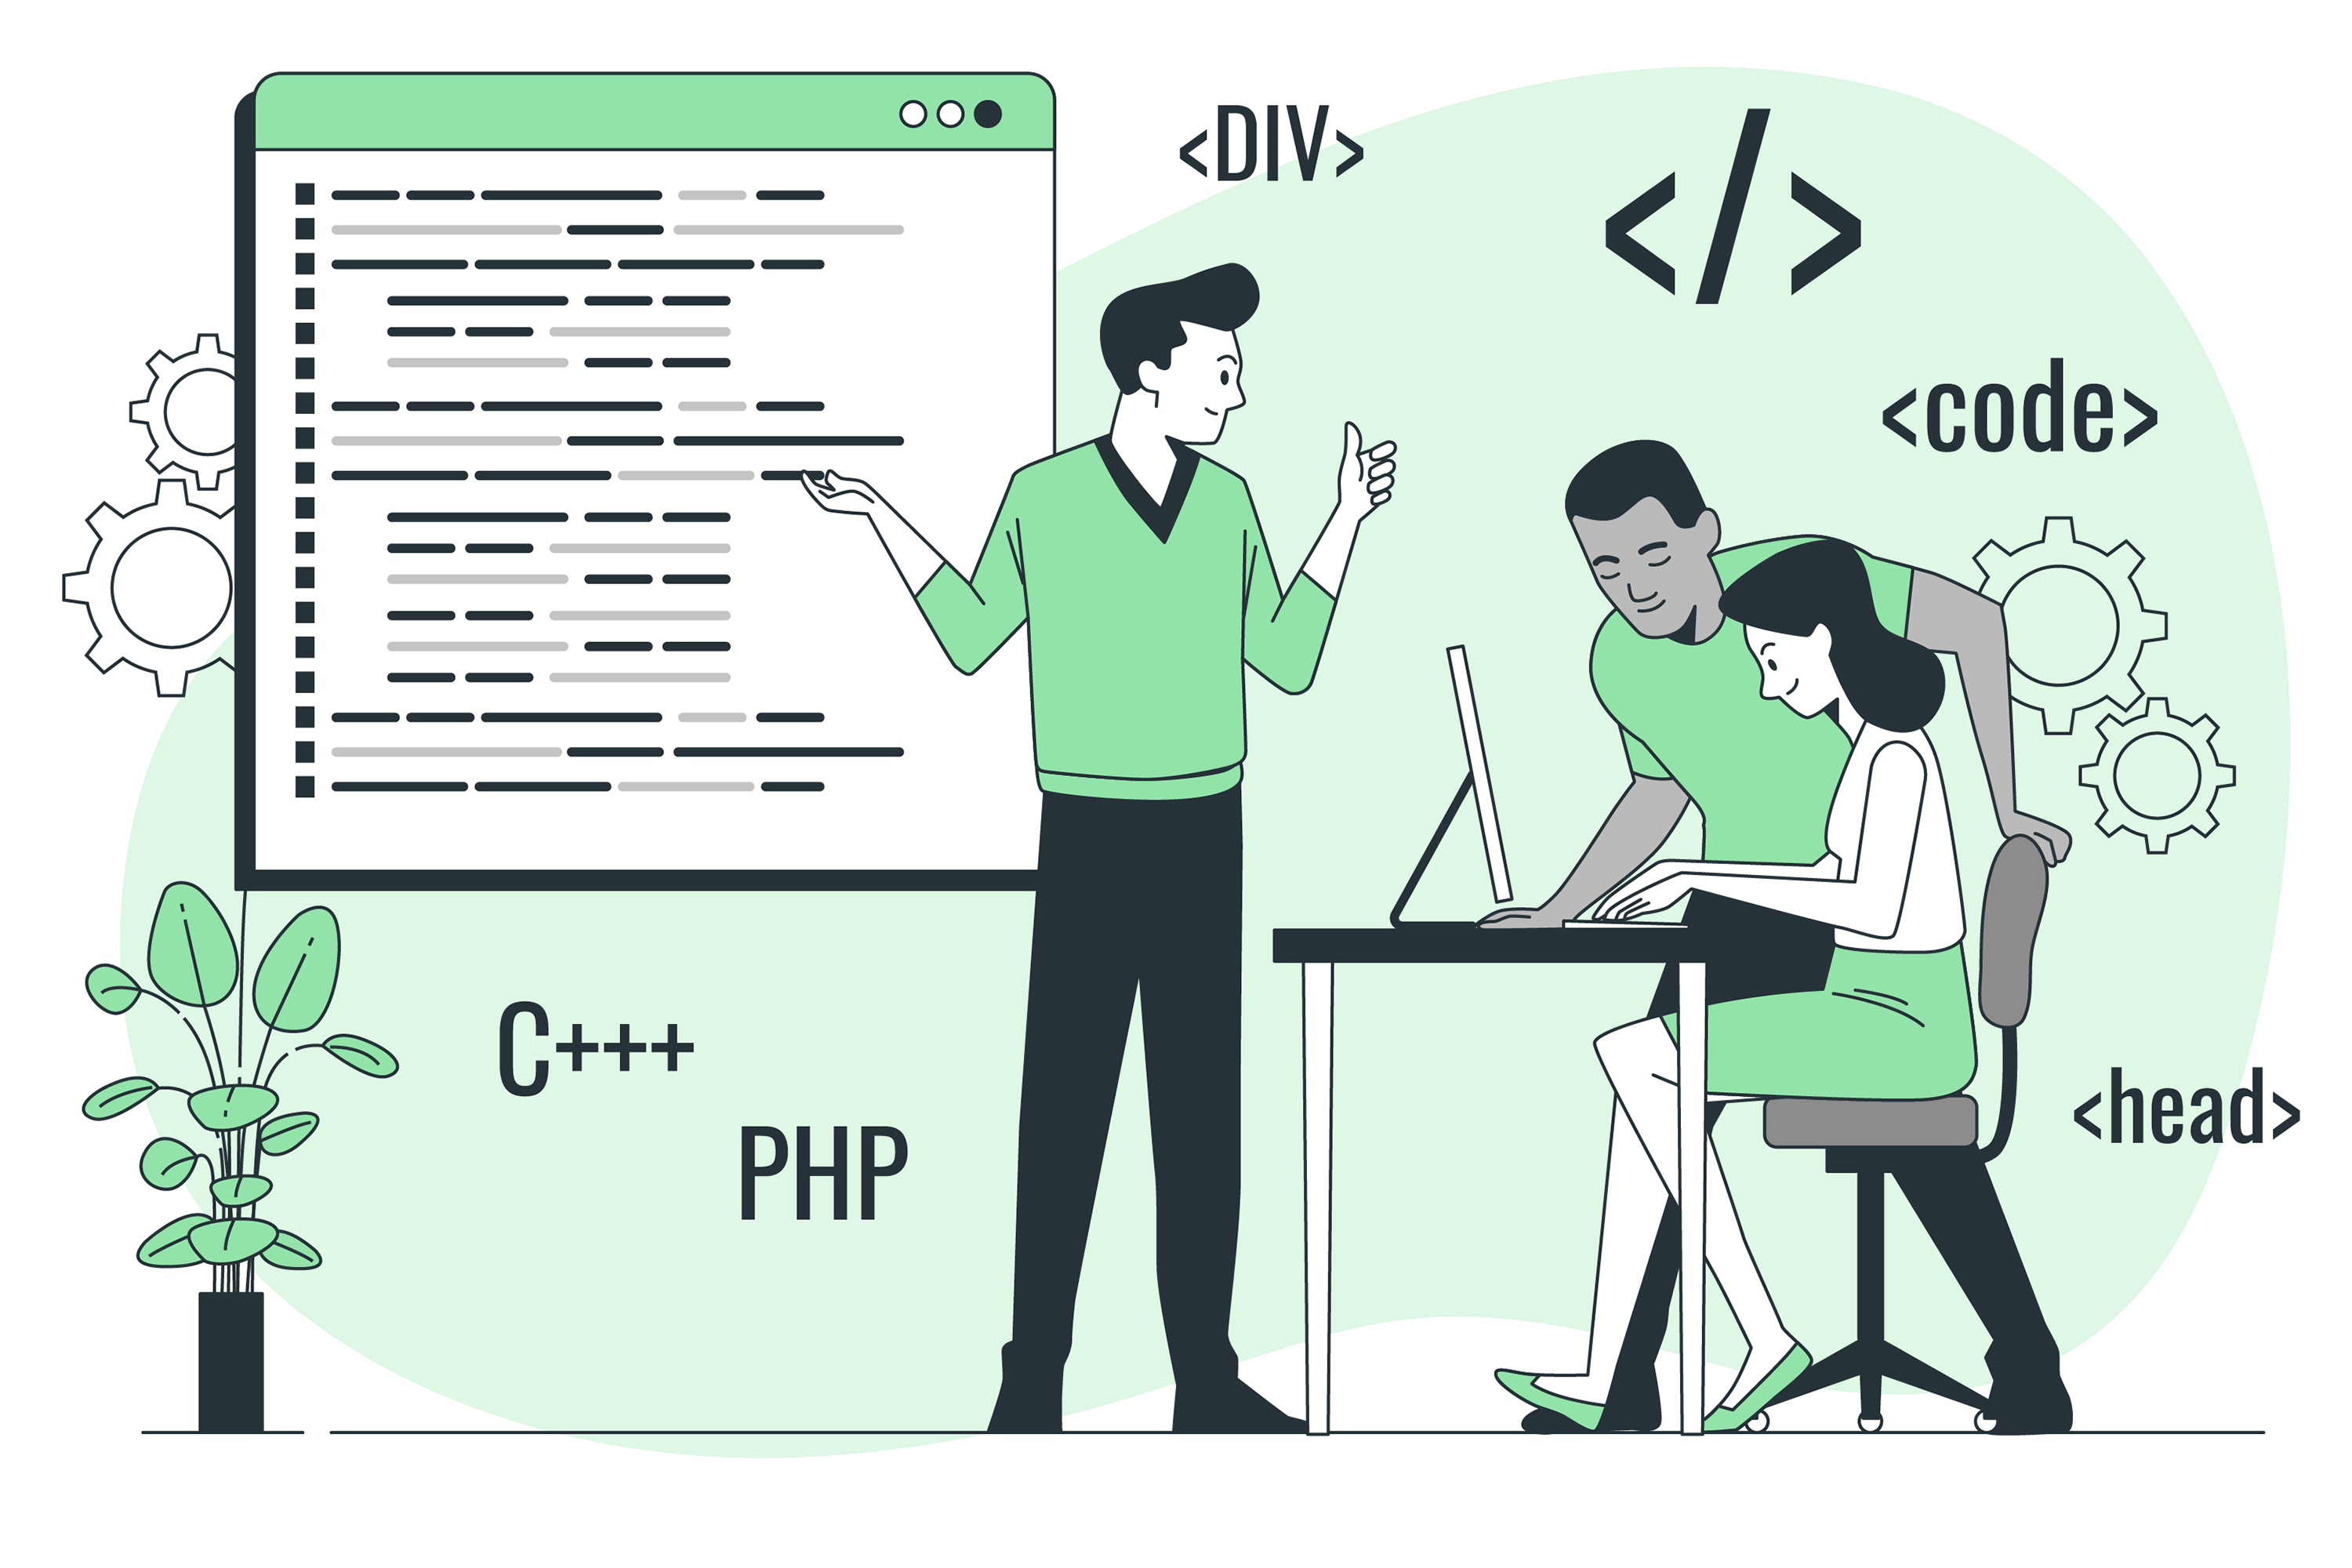 <DIV>
</>
<code>
C+++
PHP
<head>